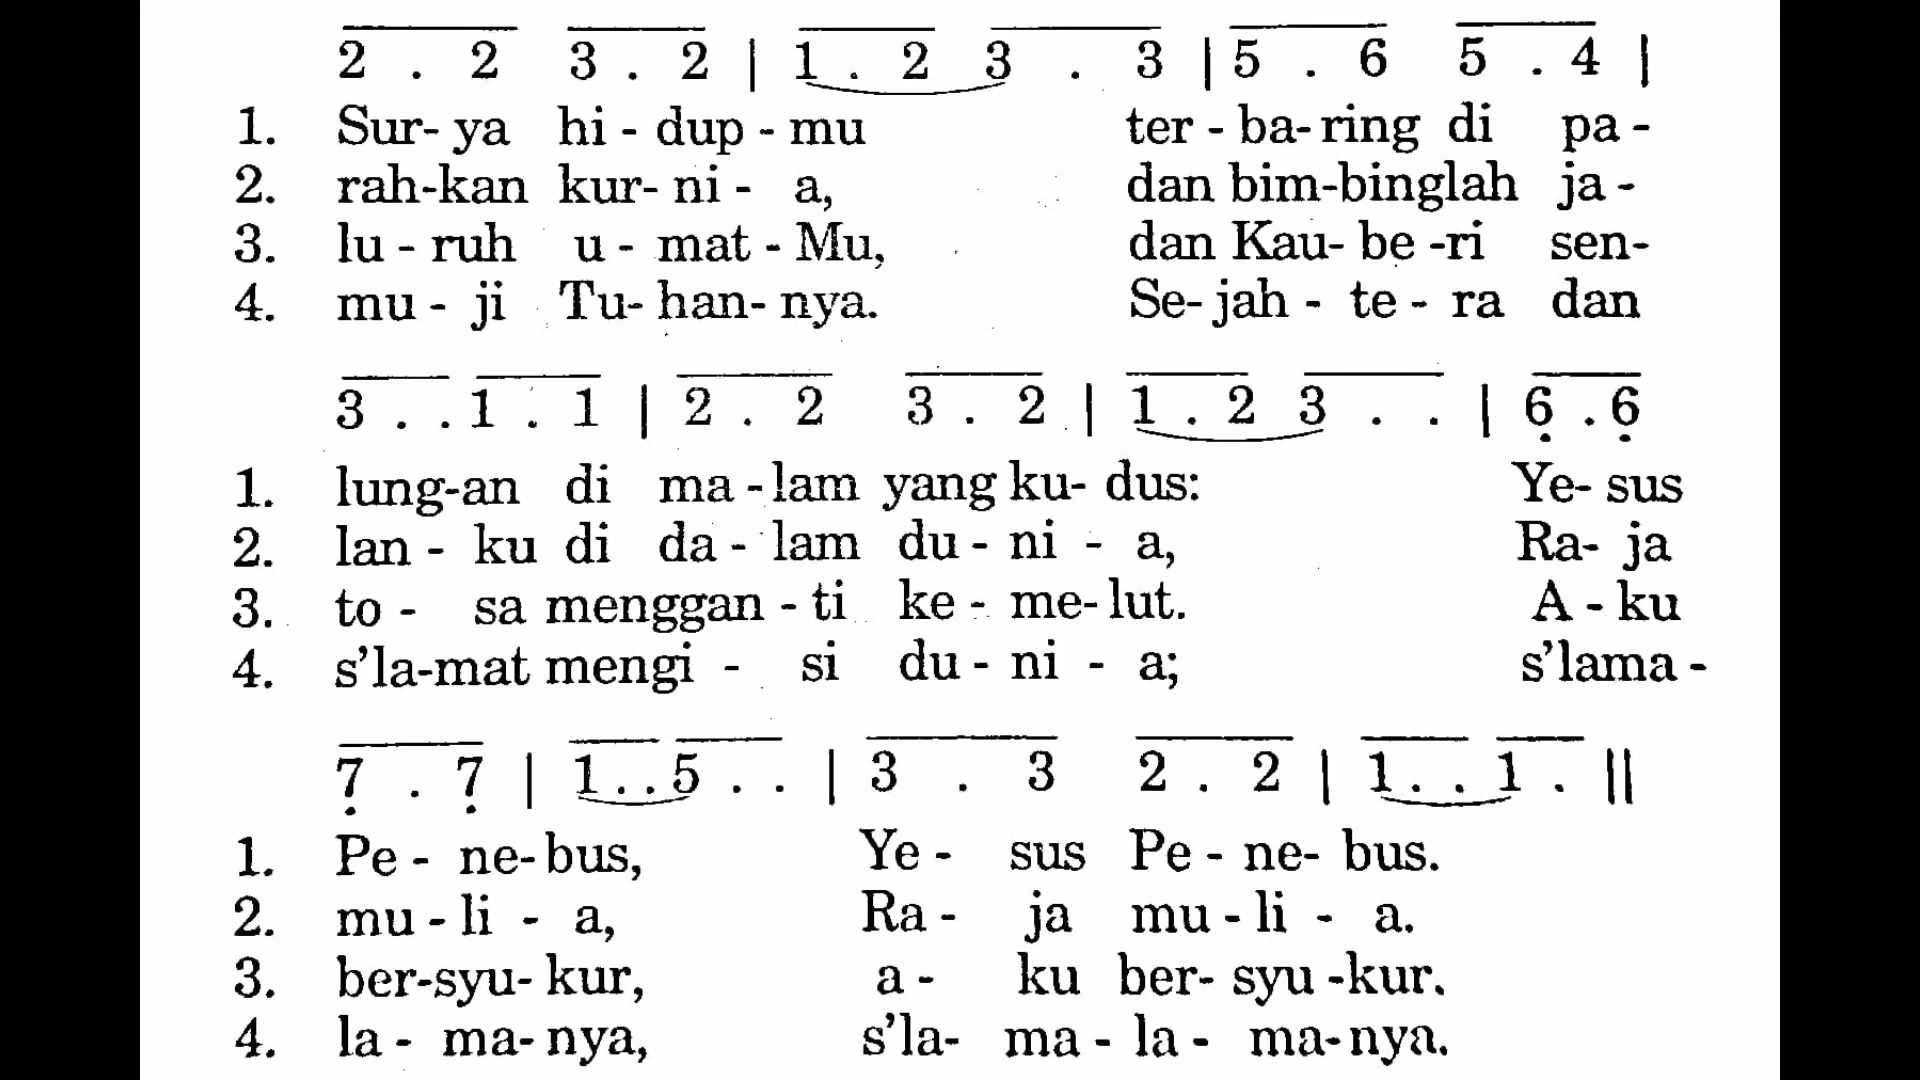 2 . 2 3 . 2 | 1 . 2 3 . 3 | 5 . 6 5 . 4 |
1. Sur- ya hi - dup - mu ter - ba- ring di pa -
2. rah-kan kur- ni - a, dan bim-binglah ja -
3. lu - ruh u - mat - Mu, dan Kau- be -ri sen-
4. mu - ji Tu- han- nya. Se- jah - te - ra dan
3 . . 1 . 1 | 2 . 2 3 . 2 | 1 . 2 3 . . | 6̣ . 6̣
1. lung-an di ma - lam yang ku- dus: Ye- sus
2. lan - ku di da - lam du - ni - a, Ra- ja
3. to - sa menggan - ti ke - me- lut. A - ku
4. s’la-mat mengi - si du - ni - a; s’lama -
7̣ . 7̣ | 1 . . 5 . . | 3 . 3 2 . 2 | 1 . . 1 . ||
1. Pe - ne- bus, Ye - sus Pe - ne- bus.
2. mu - li - a, Ra - ja mu - li - a.
3. ber-syu- kur, a - ku ber- syu -kur.
4. la - ma- nya, s’la- ma - la - ma-nya.